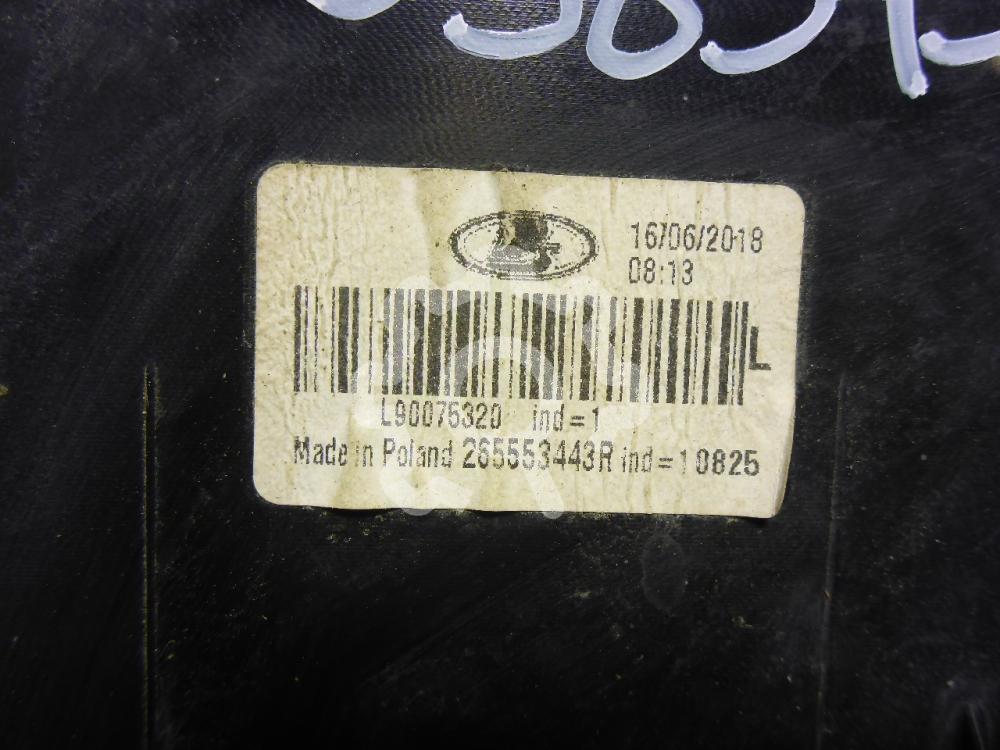 16/06/2018
08:13
L
L90075320 ind=1
Made in Poland 265553443R ind=10825